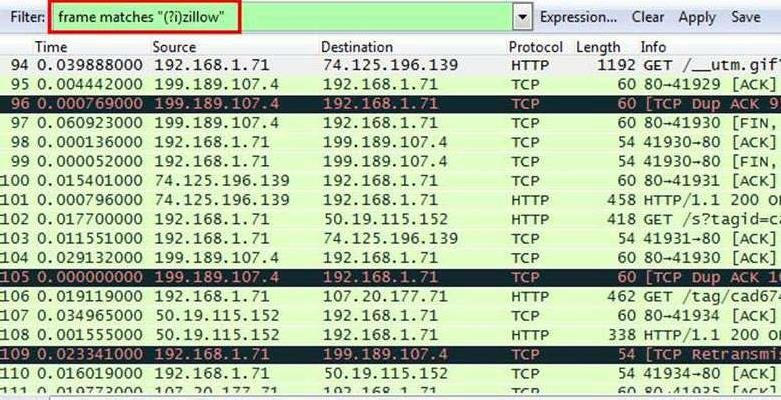 Filter: frame matches "(?i)zillow" Expression... Clear Apply Save
Time Source Destination Protocol Length Info
94 0.039888000 192.168.1.71 74.125.196.139 HTTP 1192 GET /__utm.gif?
95 0.004442000 199.189.107.4 192.168.1.71 TCP 60 80→41929 [ACK]
96 0.000769000 199.189.107.4 192.168.1.71 TCP 60 [TCP Dup ACK 9
97 0.060923000 199.189.107.4 192.168.1.71 TCP 60 80→41930 [FIN,
98 0.000136000 192.168.1.71 199.189.107.4 TCP 54 41930→80 [ACK]
99 0.000052000 192.168.1.71 199.189.107.4 TCP 54 41930→80 [FIN,
100 0.015401000 74.125.196.139 192.168.1.71 TCP 60 80→41931 [ACK]
101 0.000796000 74.125.196.139 192.168.1.71 HTTP 458 HTTP/1.1 200 O
102 0.017700000 192.168.1.71 50.19.115.152 HTTP 418 GET /s?tagid=ca
103 0.011551000 192.168.1.71 74.125.196.139 TCP 54 41931→80 [ACK]
104 0.029132000 199.189.107.4 192.168.1.71 TCP 60 80→41930 [ACK]
105 0.000000000 199.189.107.4 192.168.1.71 TCP 60 [TCP Dup ACK 10
106 0.019119000 192.168.1.71 107.20.177.71 HTTP 462 GET /tag/cad67
107 0.034965000 50.19.115.152 192.168.1.71 TCP 60 80→41934 [ACK]
108 0.001555000 50.19.115.152 192.168.1.71 HTTP 338 HTTP/1.1 200 O
109 0.023341000 192.168.1.71 199.189.107.4 TCP 54 [TCP Retransmi
110 0.016019000 192.168.1.71 50.19.115.152 TCP 54 41934→80 [ACK]
111 0.019773000 107.20.177.71 192.168.1.71 TCP 60 80→41935 [ACK]